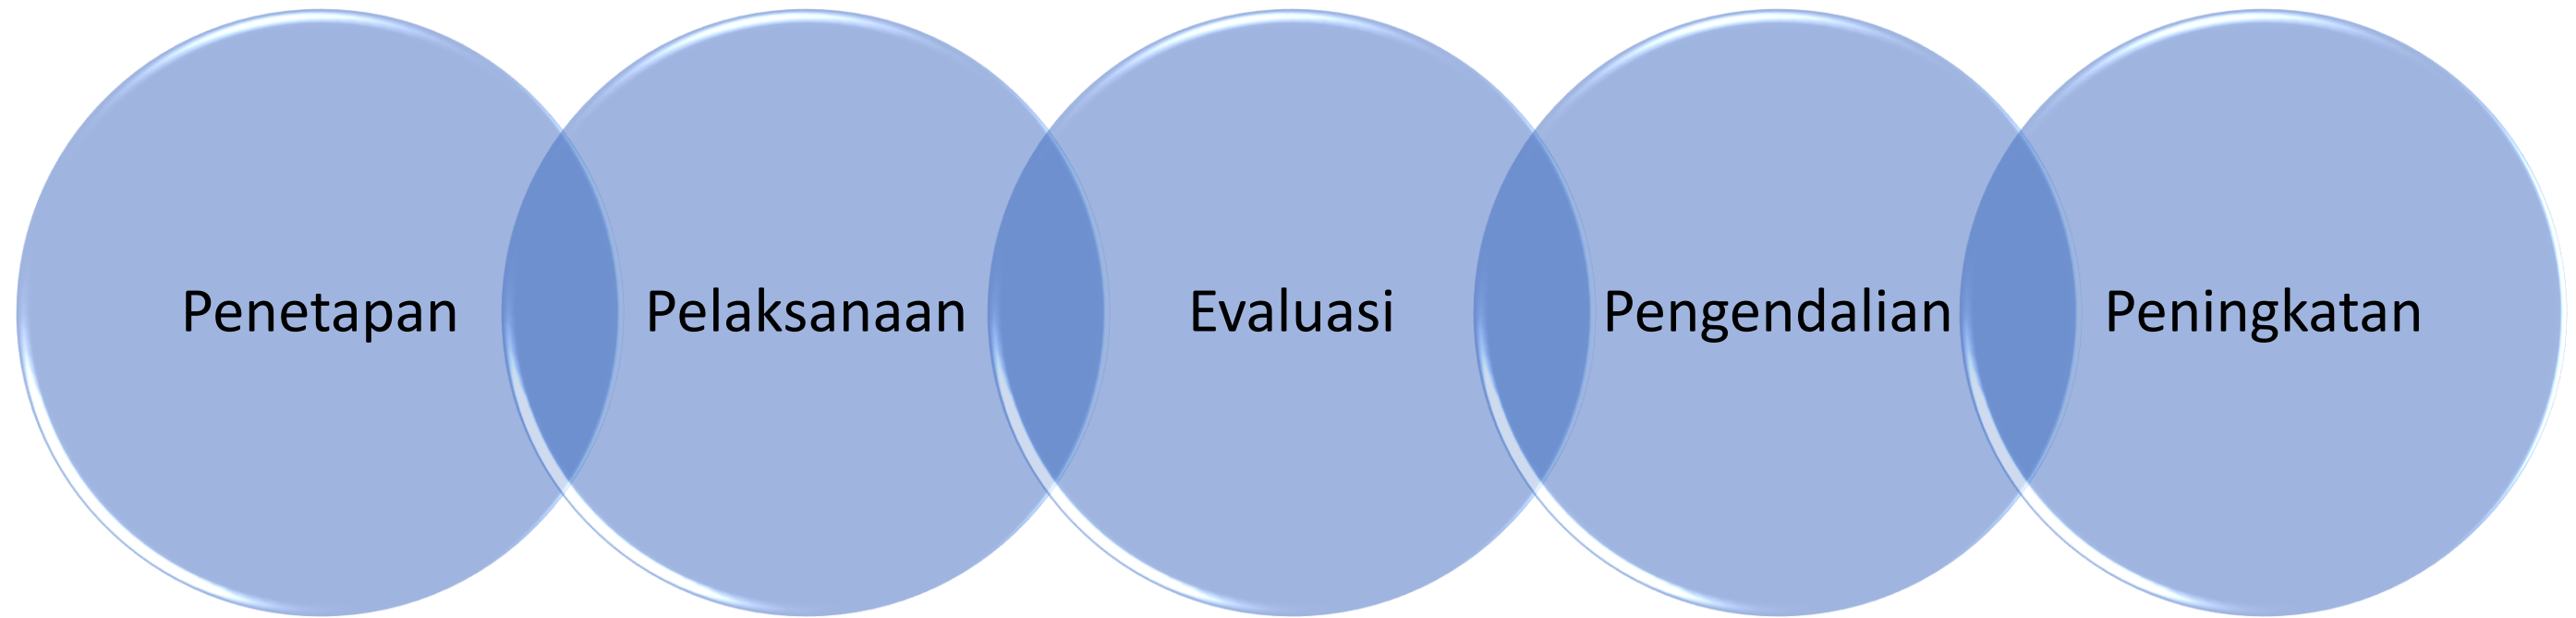 Penetapan
Pelaksanaan
Evaluasi
Pengendalian
Peningkatan